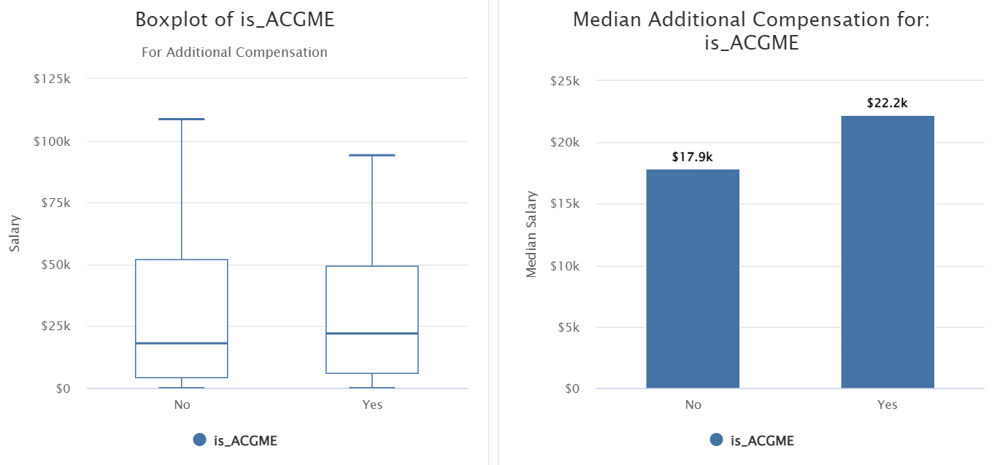 Boxplot of is_ACGME
For Additional Compensation
$125k
$100k
$75k
$50k
$25k
$0
Salary
No
Yes
is_ACGME
Median Additional Compensation for:
is_ACGME
$25k
$20k
$15k
$10k
$5k
$0
Median Salary
$17.9k
$22.2k
No
Yes
is_ACGME